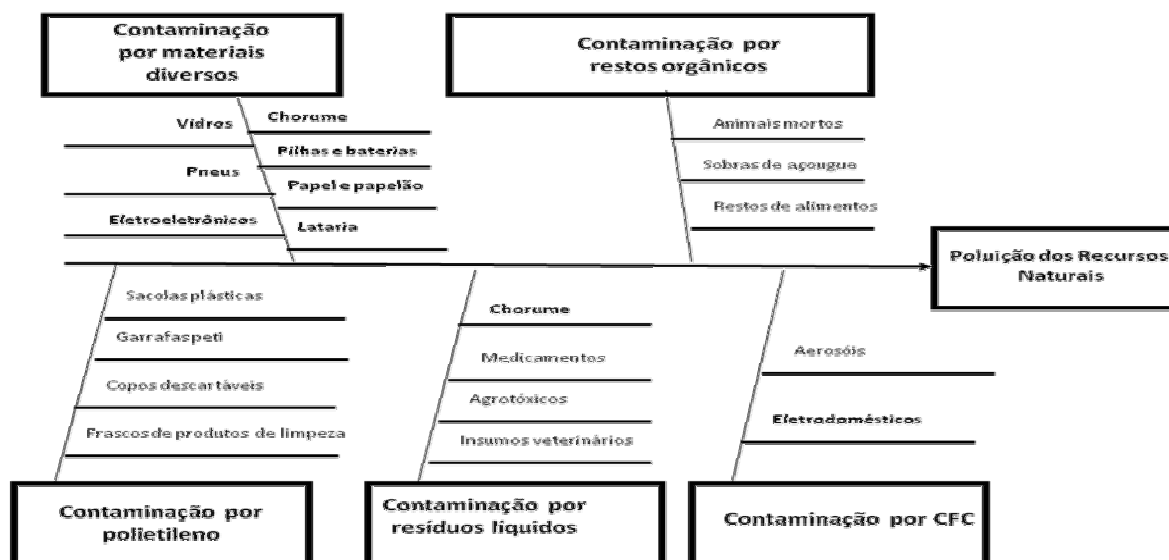 Contaminação
por materiais
diversos
Contaminação por
restos orgânicos
Vidros
Pneus
Eletroeletrônicos
Chorume
Pilhas e baterias
Papel e papelão
Lataria
Animais mortos
Sobras de açougue
Restos de alimentos
Poluição dos Recursos
Naturais
Sacolas plásticas
Garrafas peti
Copos descartáveis
Frascos de produtos de limpeza
Chorume
Medicamentos
Agrotóxicos
Insumos veterinários
Aerosóis
Eletrodomésticos
Contaminação por
polietileno
Contaminação por
resíduos líquidos
Contaminação por CFC